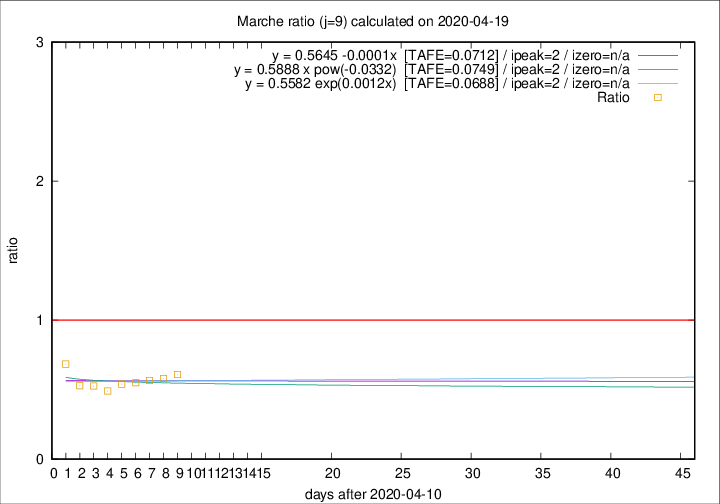 Marche ratio (j=9) calculated on 2020-04-19
y = 0.5645 -0.0001x [TAFE=0.0712] / ipeak=2 / izero=n/a
y = 0.5888 x pow(-0.0332) [TAFE=0.0749] / ipeak=2 / izero=n/a
y = 0.5582 exp(0.0012x) [TAFE=0.0688] / ipeak=2 / izero=n/a
Ratio
3
2
ratio
1
0
0 1 2 3 4 5 6 7 8 9 10 11 12 13 14 15 20 25 30 35 40 45
days after 2020-04-10